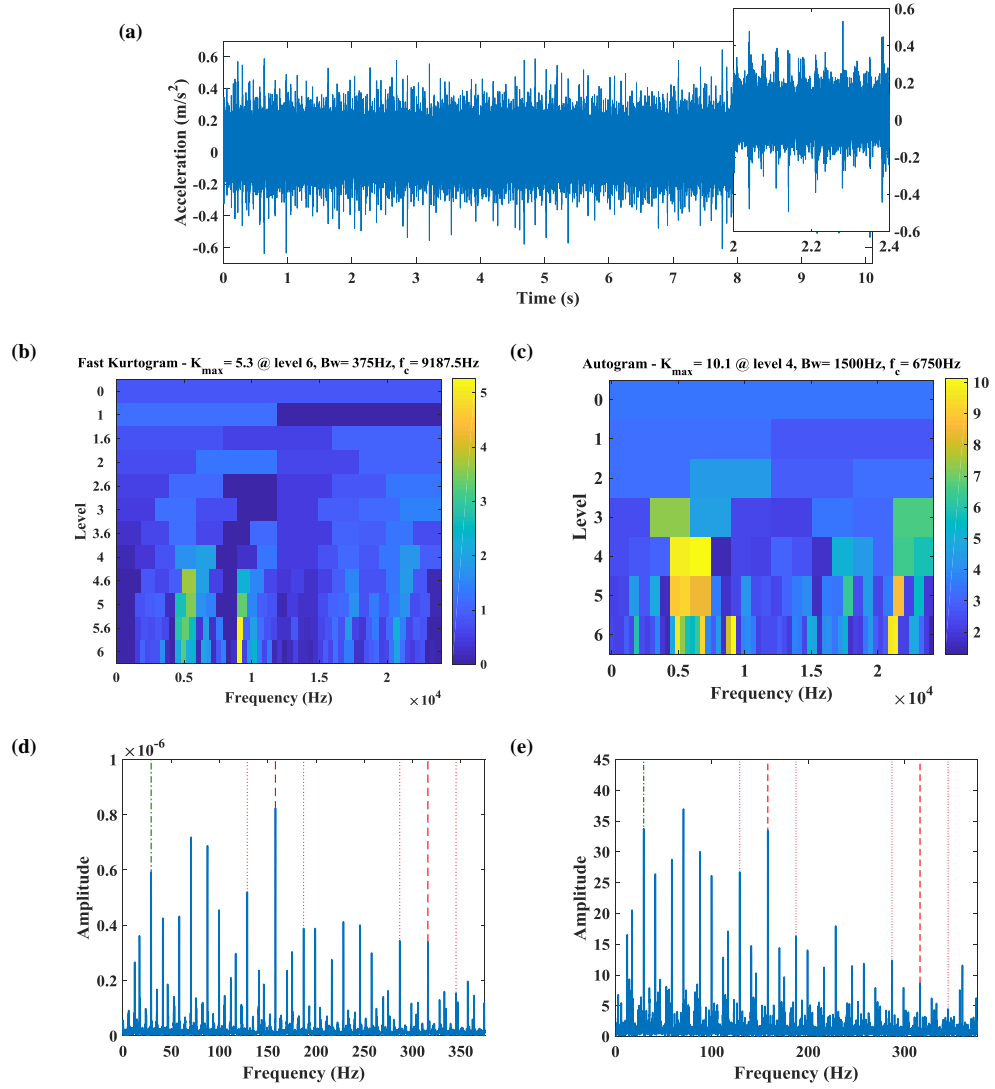 (a)
0.6
0.4
0.2
0
-0.2
-0.4
-0.6
Acceleration (m/s²)
0 1 2 3 4 5 6 7 8 9 10
Time (s)
0.6
0.4
0.2
0
-0.2
-0.4
-0.6
2 2.2 2.4
(b)
Fast Kurtogram - K_max = 5.3 @ level 6, Bw= 375Hz, f_c = 9187.5Hz
0
1
1.6
2
2.6
3
3.6
4
4.6
5
5.6
6
Level
0 0.5 1 1.5 2
Frequency (Hz)
×10⁴
5
4
3
2
1
0
(c)
Autogram - K_max = 10.1 @ level 4, Bw= 1500Hz, f_c = 6750Hz
0
1
2
3
4
5
6
Level
0 0.5 1 1.5 2
Frequency (Hz)
×10⁴
10
9
8
7
6
5
4
3
2
(d)
×10⁻⁶
1
0.8
0.6
0.4
0.2
0
Amplitude
0 50 100 150 200 250 300 350
Frequency (Hz)
(e)
45
40
35
30
25
20
15
10
5
0
Amplitude
0 100 200 300
Frequency (Hz)